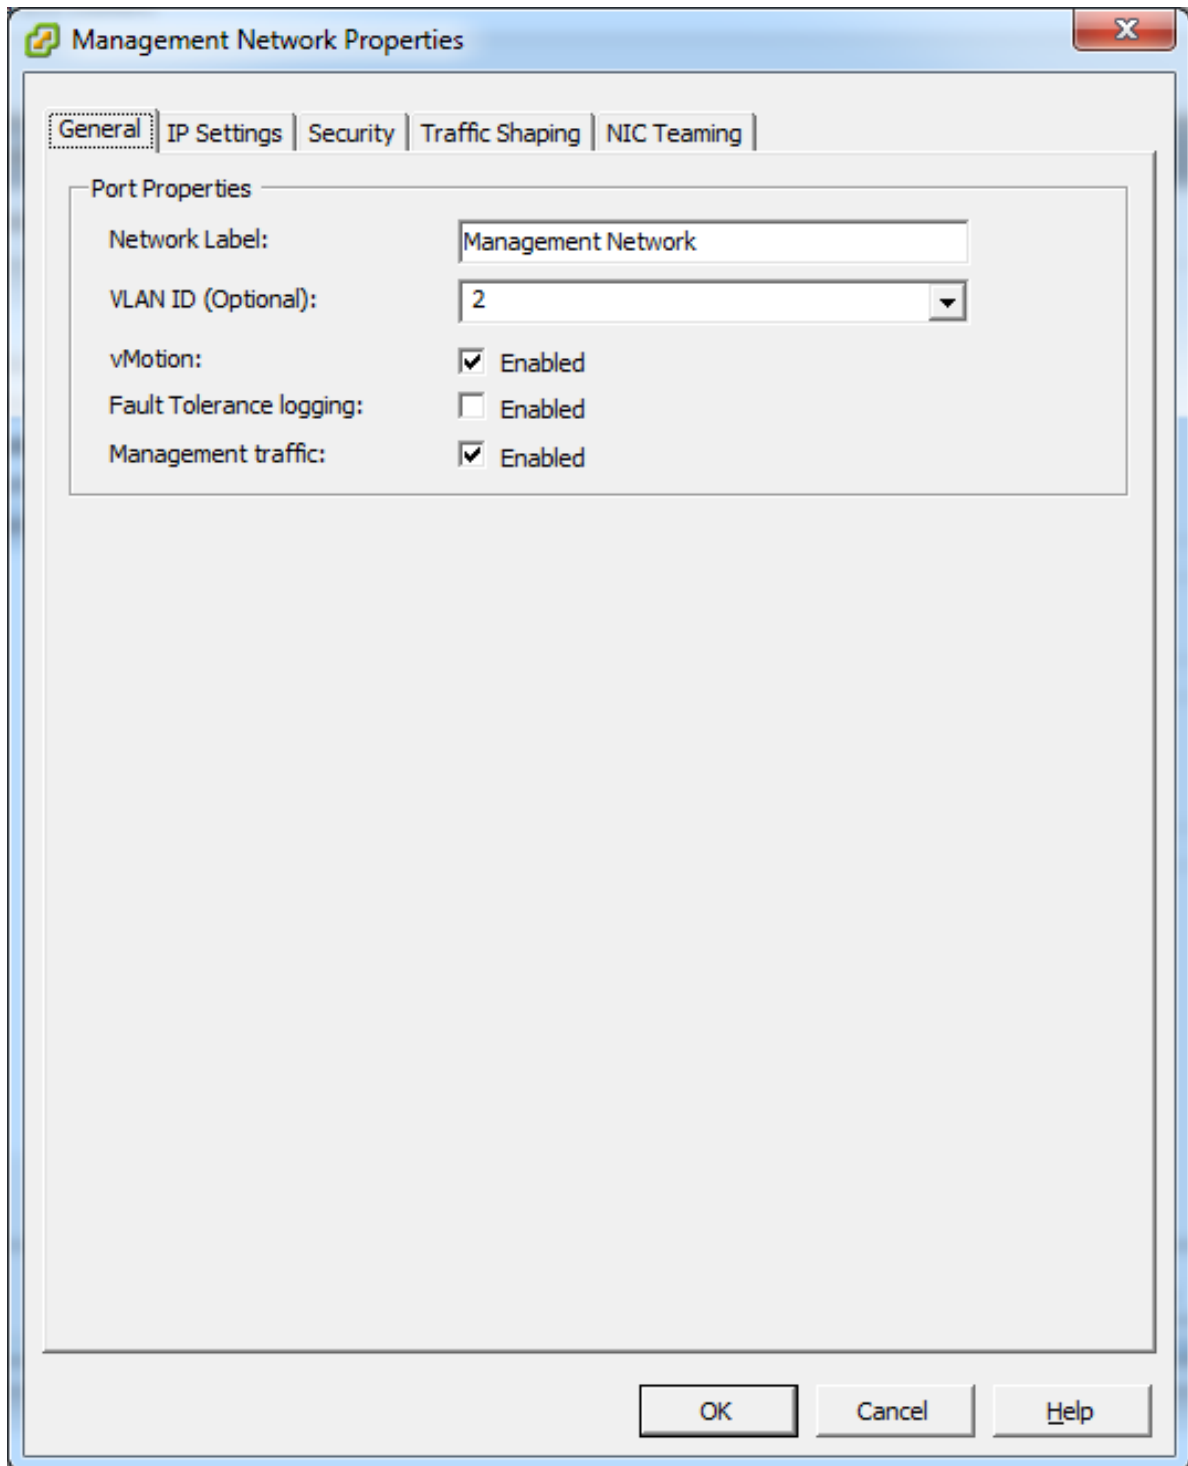 Management Network Properties
General IP Settings Security Traffic Shaping NIC Teaming
Port Properties
Network Label: Management Network
VLAN ID (Optional): 2
vMotion: Enabled
Fault Tolerance logging: Enabled
Management traffic: Enabled
OK Cancel Help